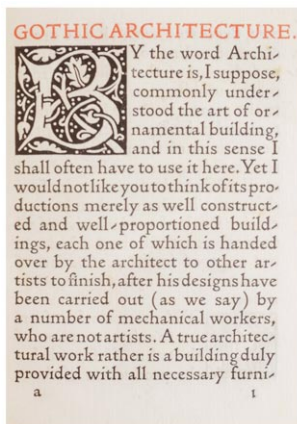 GOTHIC ARCHITECTURE.
BY the word Archi-
tecture is, I suppose,
commonly under-
stood the art of or-
namental building,
and in this sense I
shall often have to use it here. Yet I
would not like you to think of its pro-
ductions merely as well construct-
ed and well-proportioned build-
ings, each one of which is handed
over by the architect to other ar-
tists to finish, after his designs have
been carried out (as we say) by
a number of mechanical workers,
who are not artists. A true architec-
tural work rather is a building duly
provided with all necessary furni-
a 1